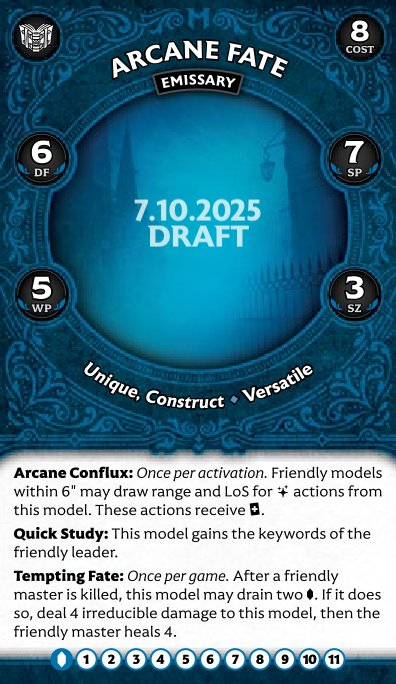 8
COST
ARCANE FATE
EMISSARY
6
DF
7
SP
7.10.2025
DRAFT
5
WP
3
SZ
Unique, Construct ◆ Versatile
Arcane Conflux: Once per activation. Friendly models
within 6" may draw range and LoS for actions from
this model. These actions receive .
Quick Study: This model gains the keywords of the
friendly leader.
Tempting Fate: Once per game. After a friendly
master is killed, this model may drain two . If it does
so, deal 4 irreducible damage to this model, then the
friendly master heals 4.
1 2 3 4 5 6 7 8 9 10 11